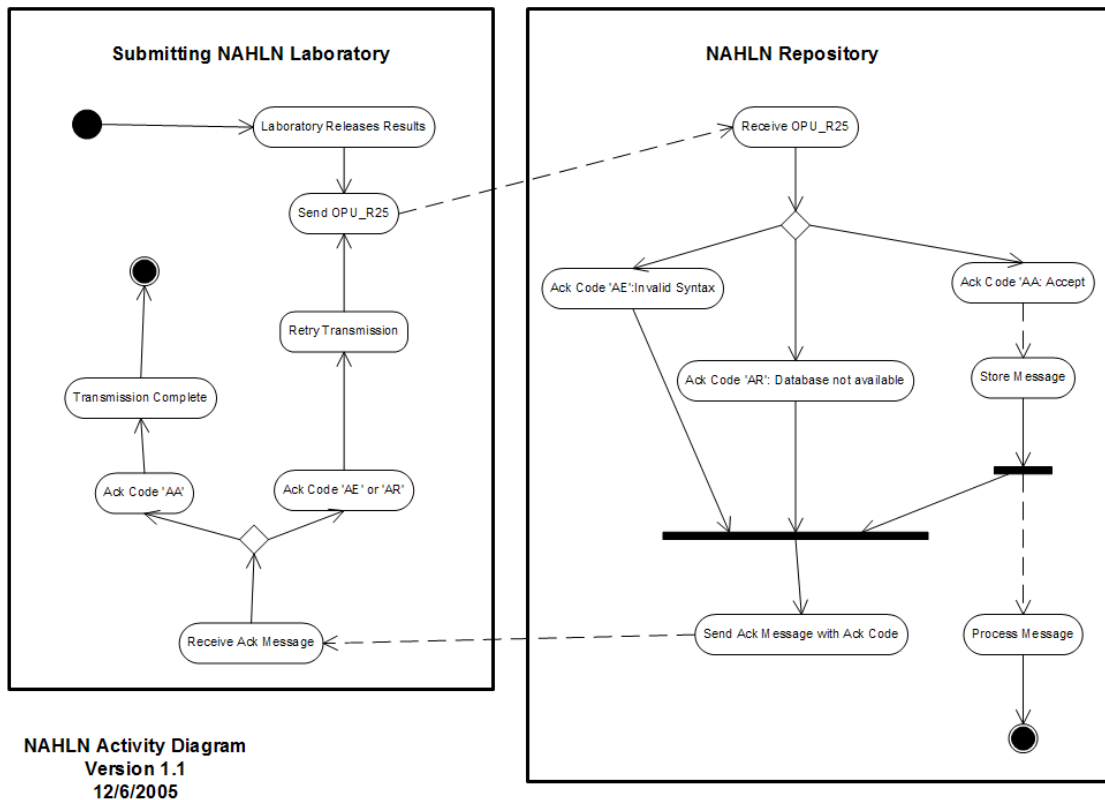 Submitting NAHLN Laboratory
Laboratory Releases Results
Send OPU_R25
Retry Transmission
Transmission Complete
Ack Code 'AA'
Ack Code 'AE' or 'AR'
Receive Ack Message
NAHLN Repository
Receive OPU_R25
Ack Code 'AE':Invalid Syntax
Ack Code 'AA: Accept
Ack Code 'AR': Database not available
Store Message
Send Ack Message with Ack Code
Process Message
NAHLN Activity Diagram
Version 1.1
12/6/2005